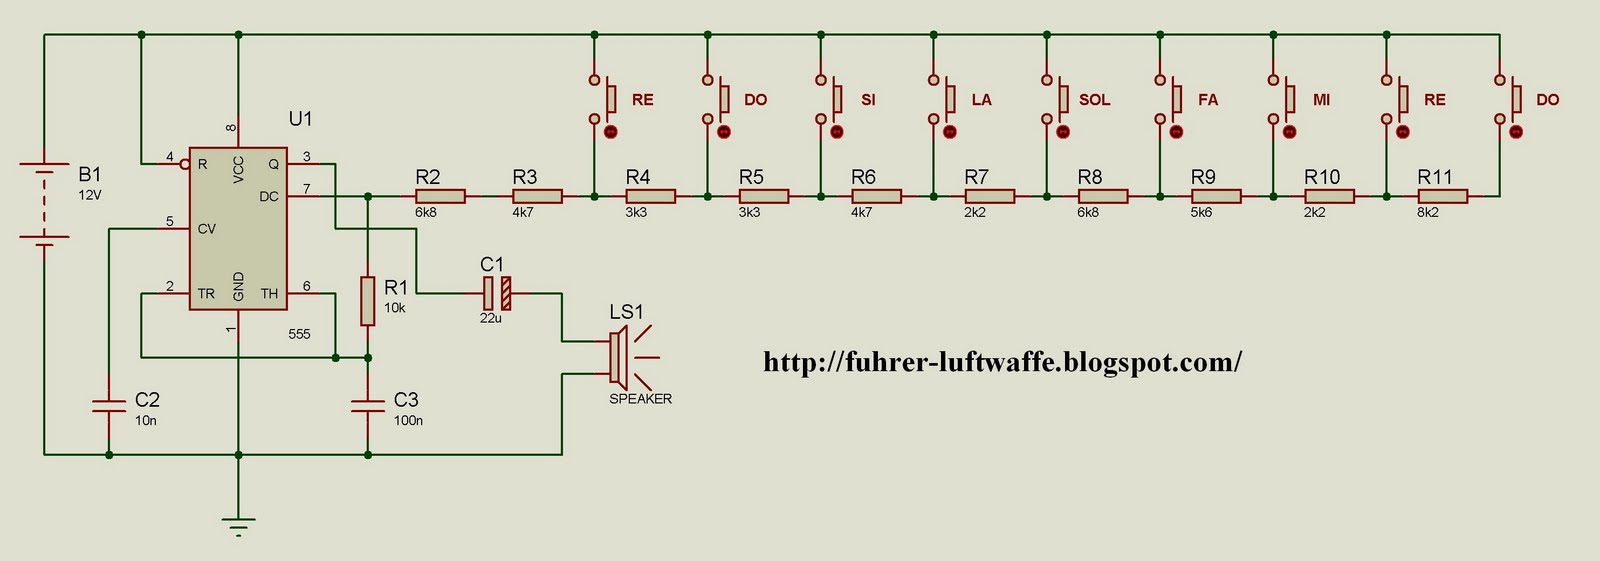 RE DO SI LA SOL FA MI RE DO
U1
8
4 R VCC Q 3
B1
12V
DC 7
R2 R3 R4 R5 R6 R7 R8 R9 R10 R11
6k8 4k7 3k3 3k3 4k7 2k2 6k8 5k6 2k2 8k2
5 CV
C1
22u
2 TR GND TH 6
R1
10k
1
555
LS1
SPEAKER
http://fuhrer-luftwaffe.blogspot.com/
C2
10n
C3
100n